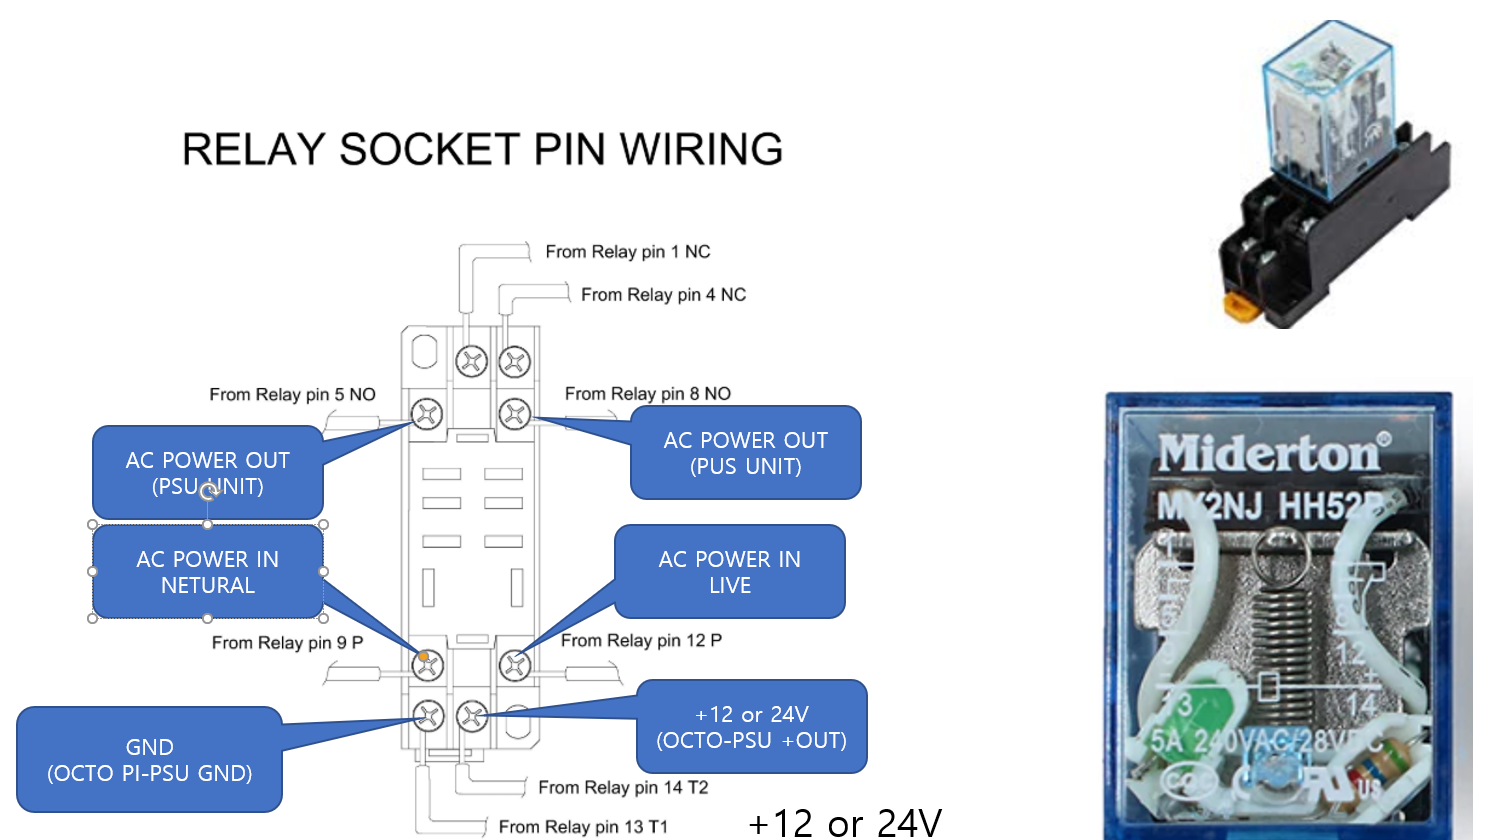 RELAY SOCKET PIN WIRING
From Relay pin 1 NC
From Relay pin 4 NC
From Relay pin 5 NO
From Relay pin 8 NO
AC POWER OUT
(PSU UNIT)
AC POWER OUT
(PUS UNIT)
AC POWER IN
NETURAL
AC POWER IN
LIVE
From Relay pin 9 P
From Relay pin 12 P
GND
(OCTO PI-PSU GND)
+12 or 24V
(OCTO-PSU +OUT)
From Relay pin 14 T2
From Relay pin 13 T1
+12 or 24V
Miderton®
MY2NJ HH52P
1
9
12
+
13
14
5A 240VAC/28VDC
US